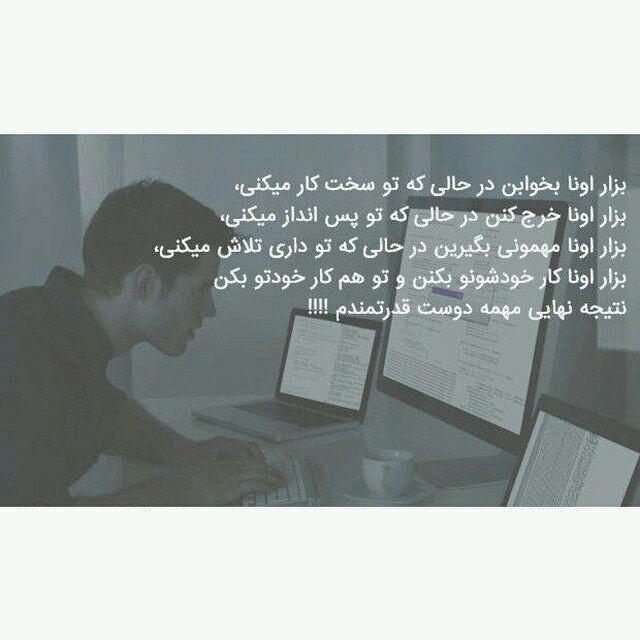 بزار اونا بخوابن در حالی که تو سخت کار میکنی،
بزار اونا خرج کنن در حالی که تو پس انداز میکنی،
بزار اونا مهمونی بگیرین در حالی که تو داری تلاش میکنی،
بزار اونا کار خودشونو بکنن و تو هم کار خودتو بکن
نتیجه نهایی مهمه دوست قدرتمندم !!!!